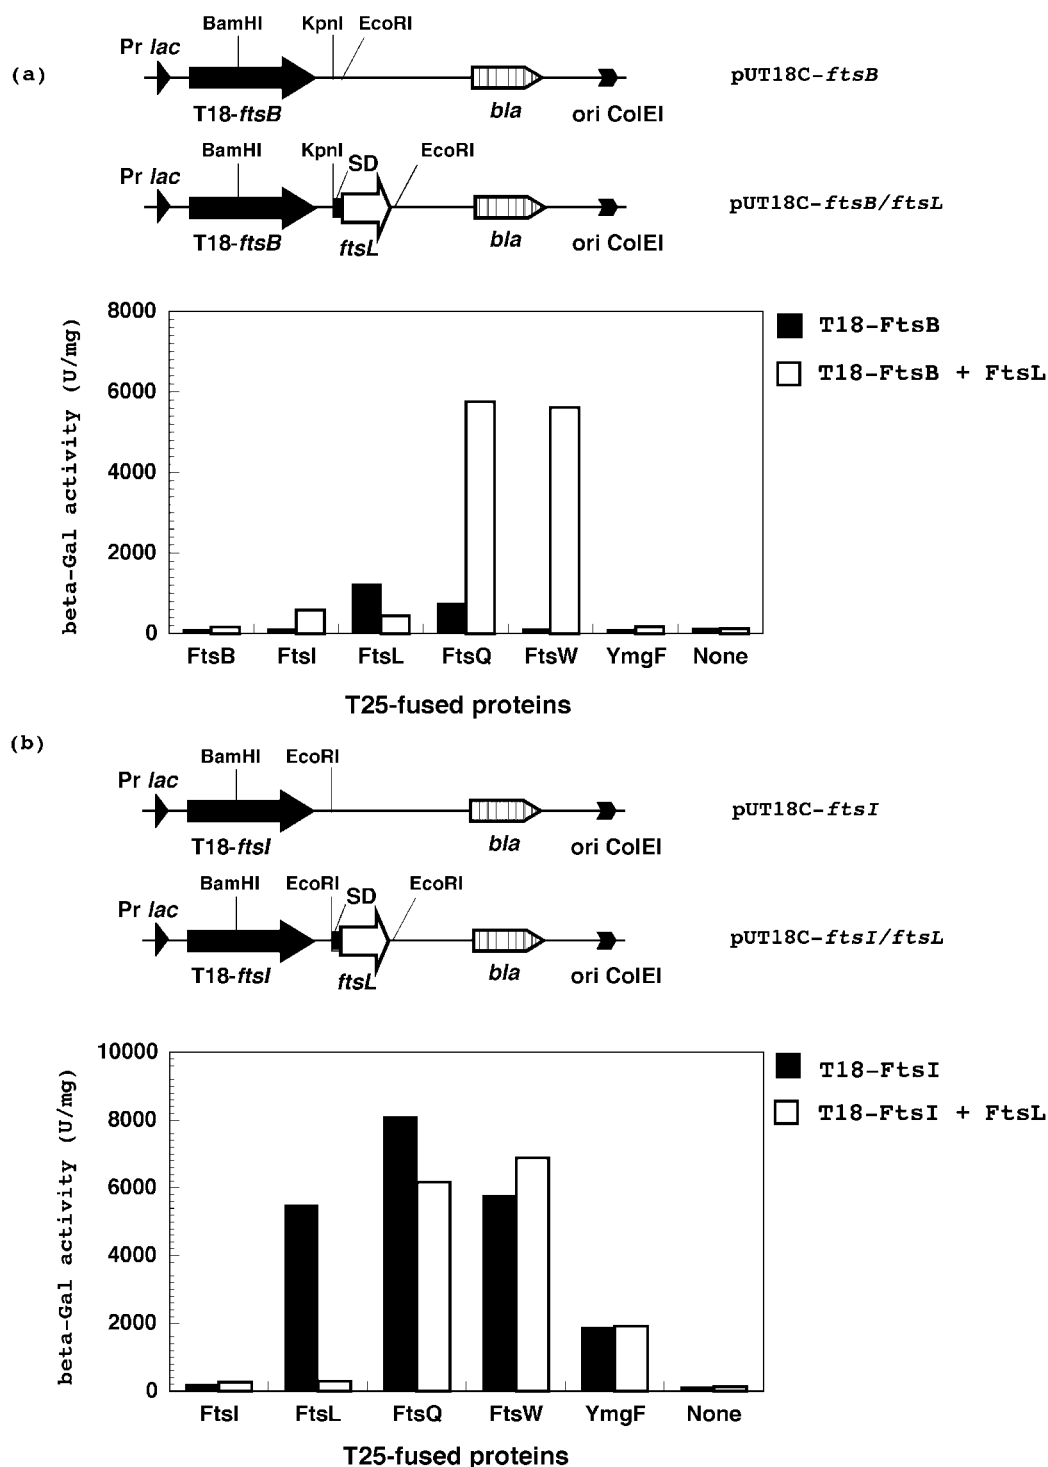 (a)
BamHI KpnI EcoRI
Pr lac
T18-ftsB bla ori ColEI
pUT18C-ftsB
BamHI KpnI SD EcoRI
Pr lac
T18-ftsB ftsL bla ori ColEI
pUT18C-ftsB/ftsL
beta-Gal activity (U/mg)
8000
6000
4000
2000
0
T18-FtsB
T18-FtsB + FtsL
FtsB FtsI FtsL FtsQ FtsW YmgF None
T25-fused proteins
(b)
BamHI EcoRI
Pr lac
T18-ftsI bla ori ColEI
pUT18C-ftsI
BamHI EcoRI SD EcoRI
Pr lac
T18-ftsI ftsL bla ori ColEI
pUT18C-ftsI/ftsL
beta-Gal activity (U/mg)
10000
8000
6000
4000
2000
0
T18-FtsI
T18-FtsI + FtsL
FtsI FtsL FtsQ FtsW YmgF None
T25-fused proteins